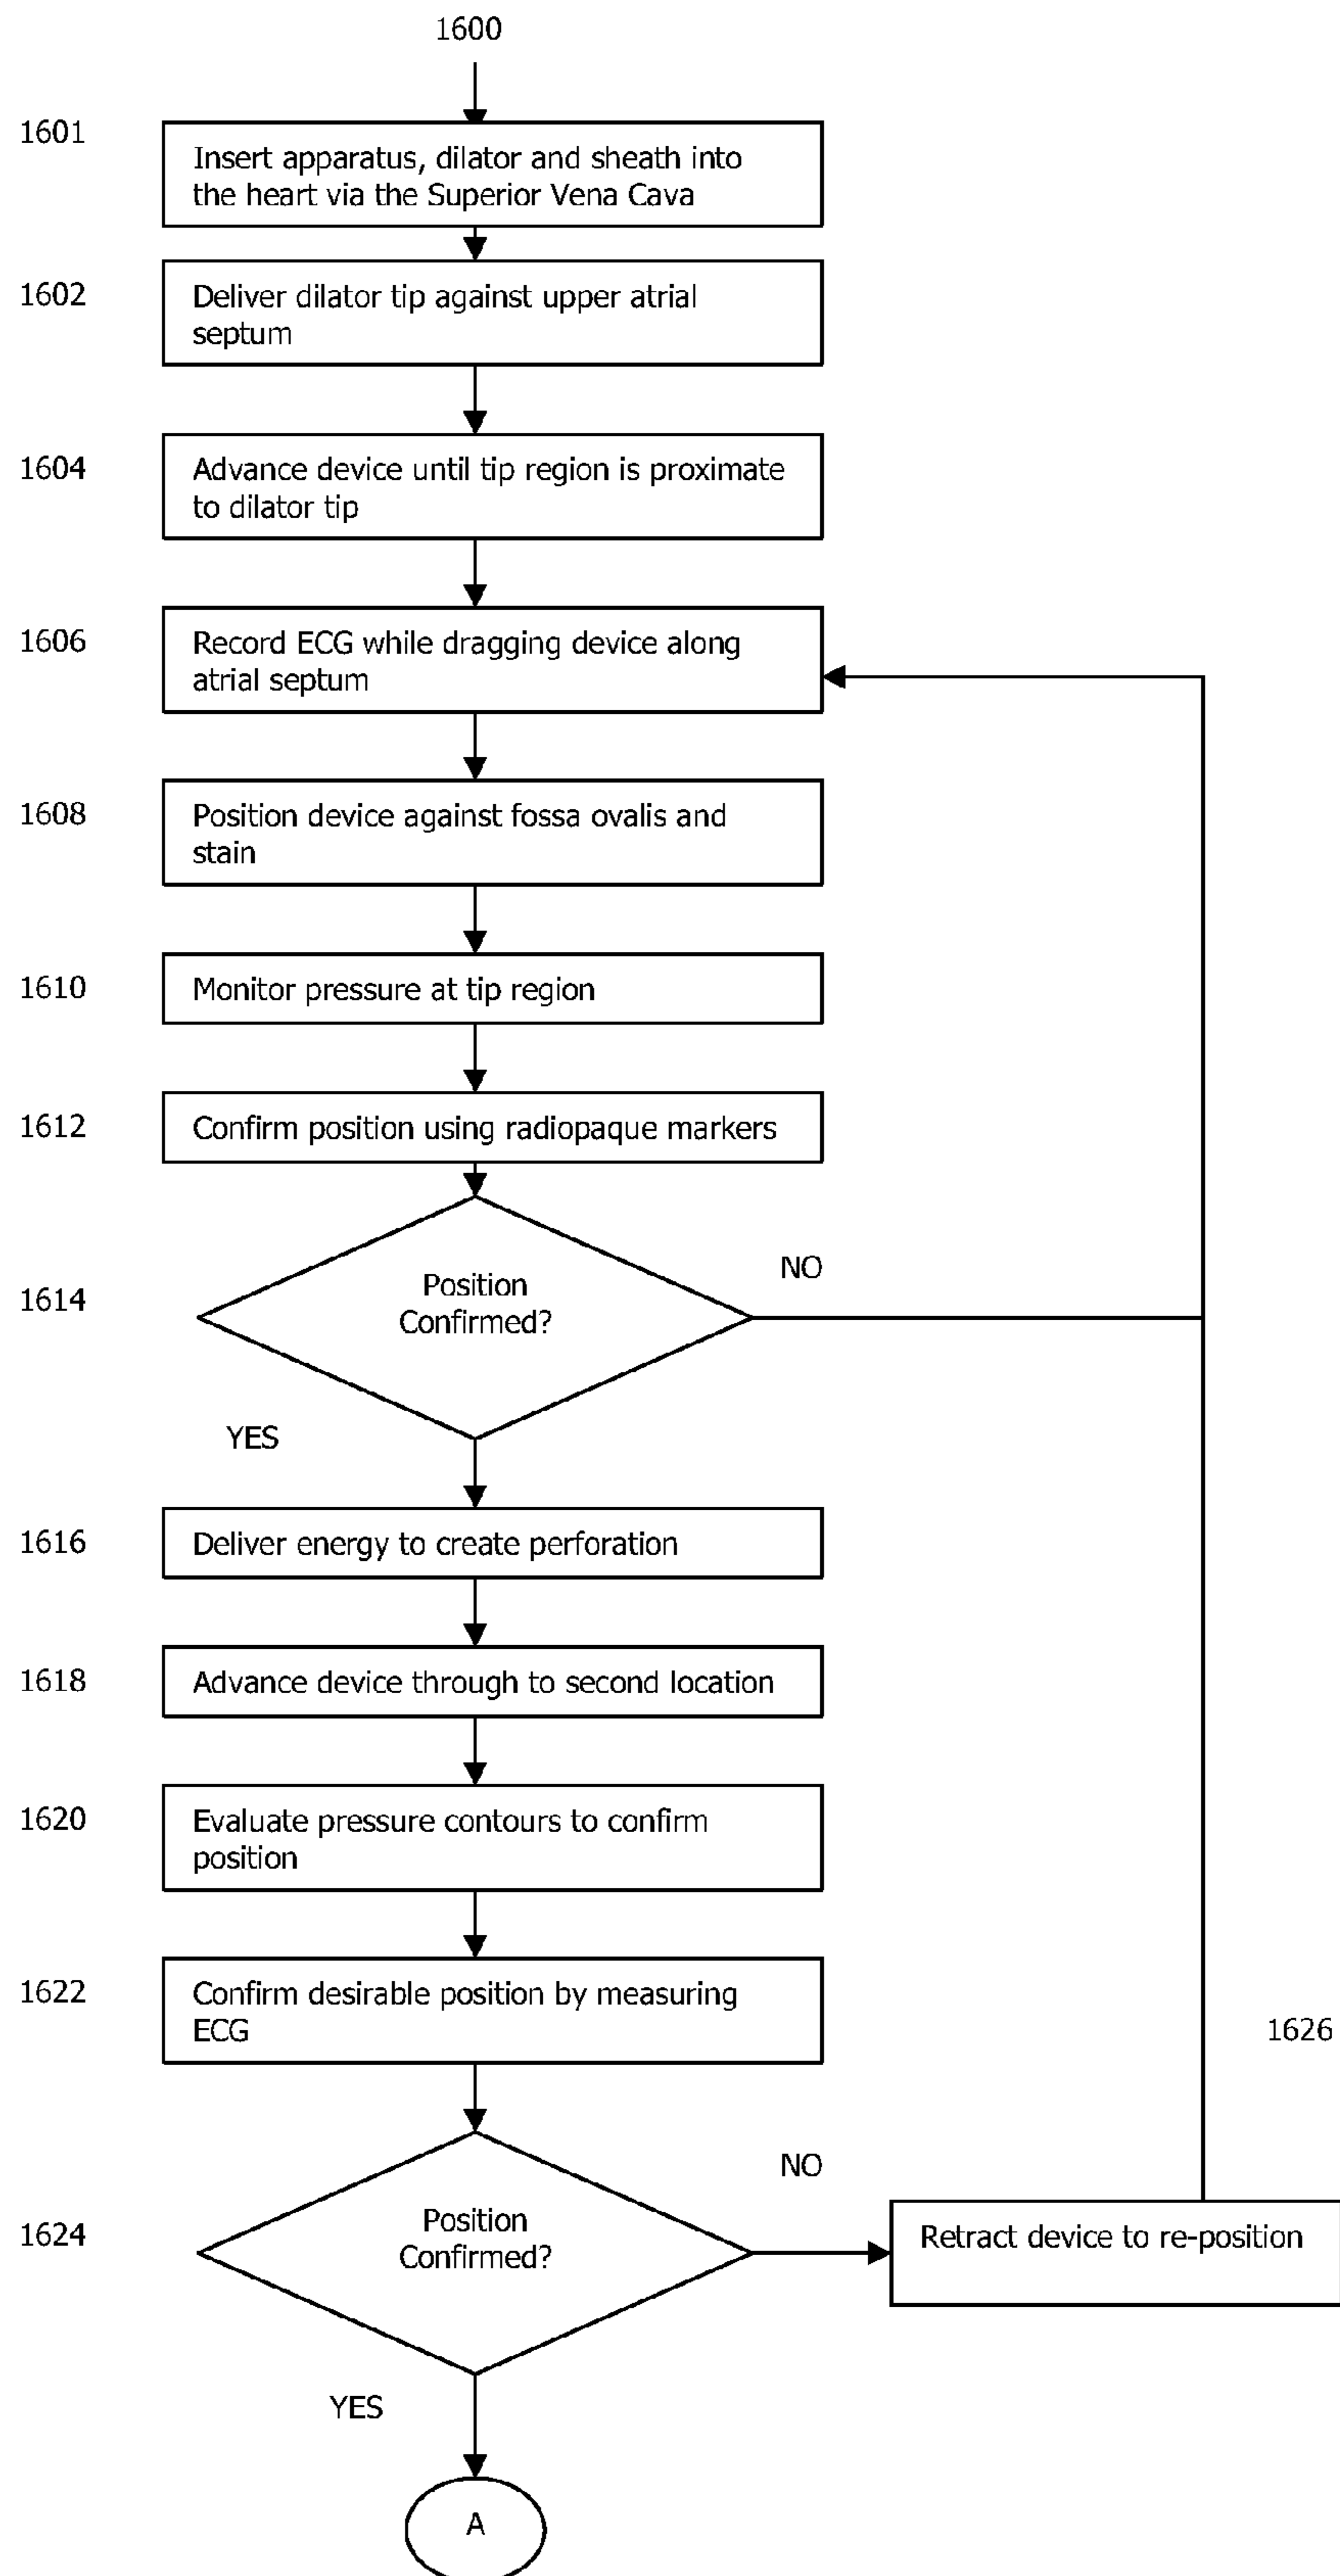 1600
1601
Insert apparatus, dilator and sheath into
the heart via the Superior Vena Cava
1602
Deliver dilator tip against upper atrial
septum
1604
Advance device until tip region is proximate
to dilator tip
1606
Record ECG while dragging device along
atrial septum
1608
Position device against fossa ovalis and
stain
1610
Monitor pressure at tip region
1612
Confirm position using radiopaque markers
1614
Position
Confirmed?
NO
YES
1616
Deliver energy to create perforation
1618
Advance device through to second location
1620
Evaluate pressure contours to confirm
position
1622
Confirm desirable position by measuring
ECG
1626
1624
Position
Confirmed?
NO
Retract device to re-position
YES
A